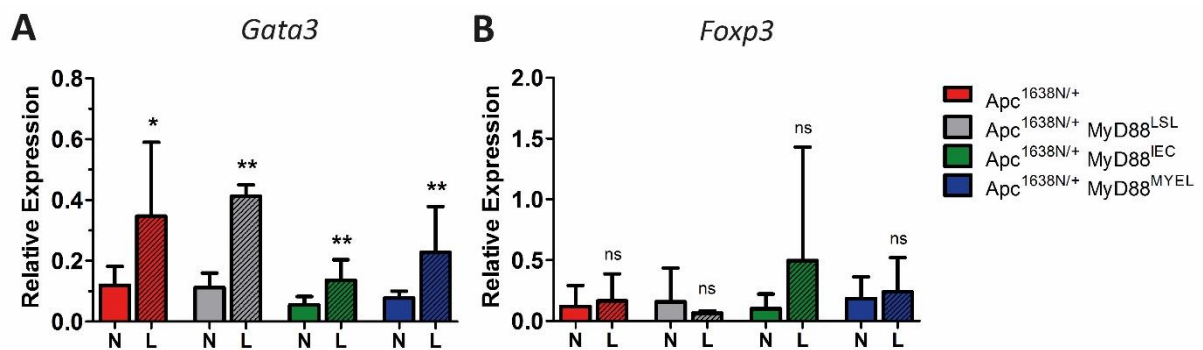 A
Gata3
Relative Expression
0.8
0.6
0.4
0.2
0.0
*
**
**
**
N L N L N L N L
B
Foxp3
Relative Expression
2.0
1.5
1.0
0.5
0.0
ns
ns
ns
ns
N L N L N L N L
Apc1638N/+
Apc1638N/+ MyD88LSL
Apc1638N/+ MyD88IEC
Apc1638N/+ MyD88MYEL